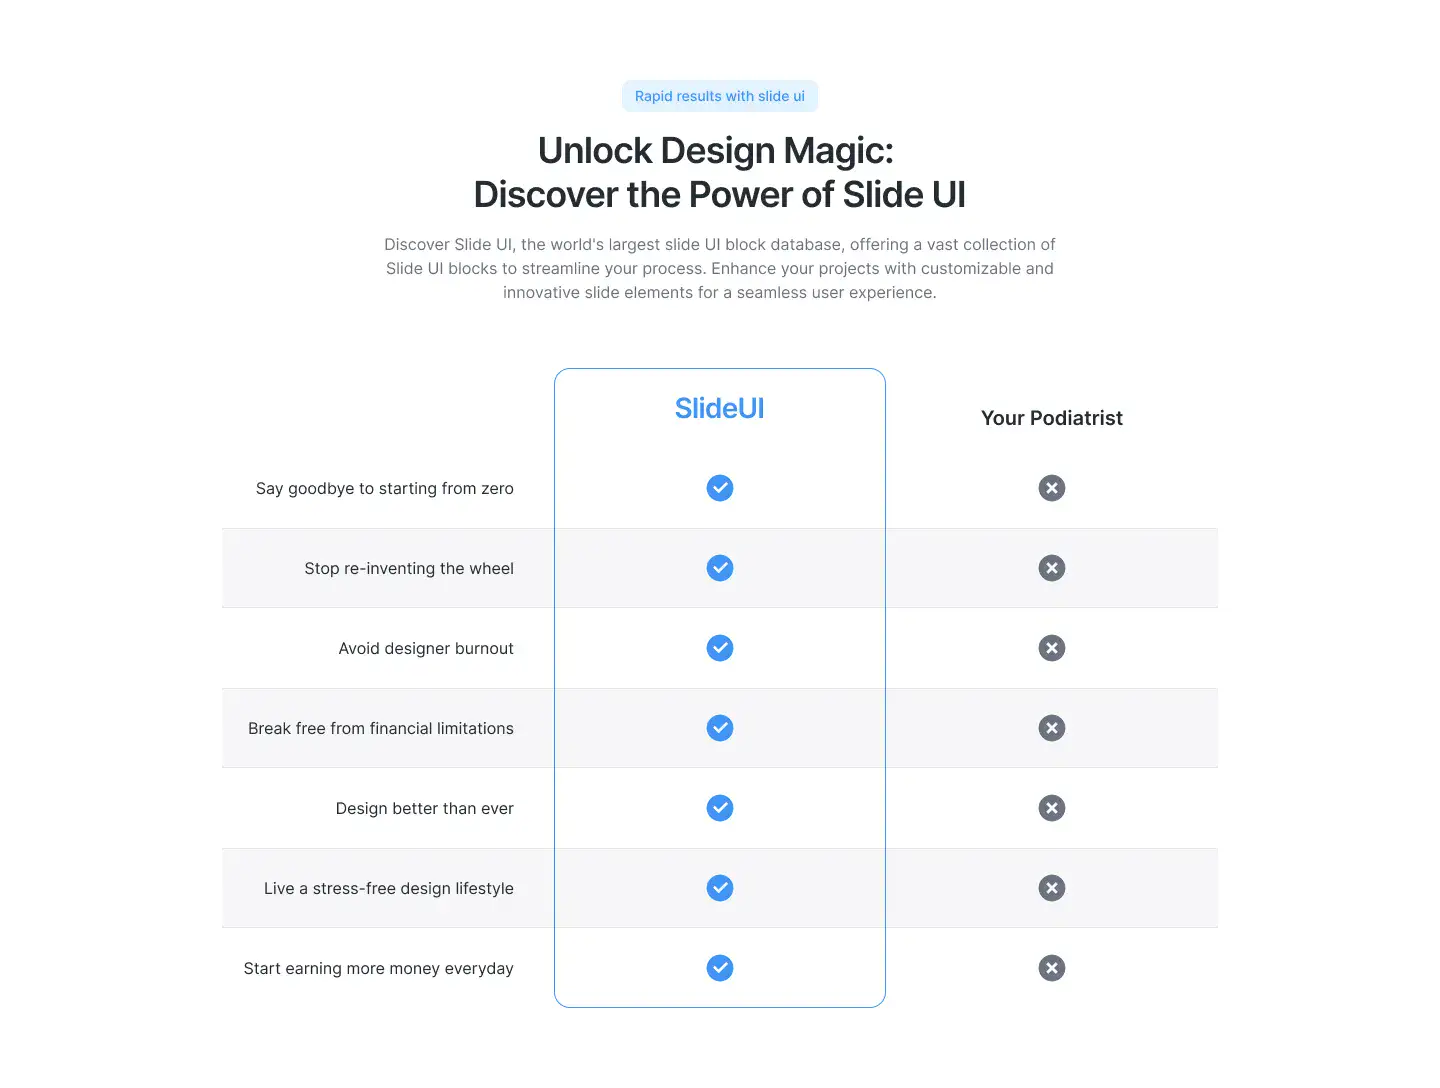 Rapid results with slide ui
Unlock Design Magic:
Discover the Power of Slide UI
Discover Slide UI, the world's largest slide UI block database, offering a vast collection of
Slide UI blocks to streamline your process. Enhance your projects with customizable and
innovative slide elements for a seamless user experience.
SlideUI
Your Podiatrist
Say goodbye to starting from zero
Stop re-inventing the wheel
Avoid designer burnout
Break free from financial limitations
Design better than ever
Live a stress-free design lifestyle
Start earning more money everyday